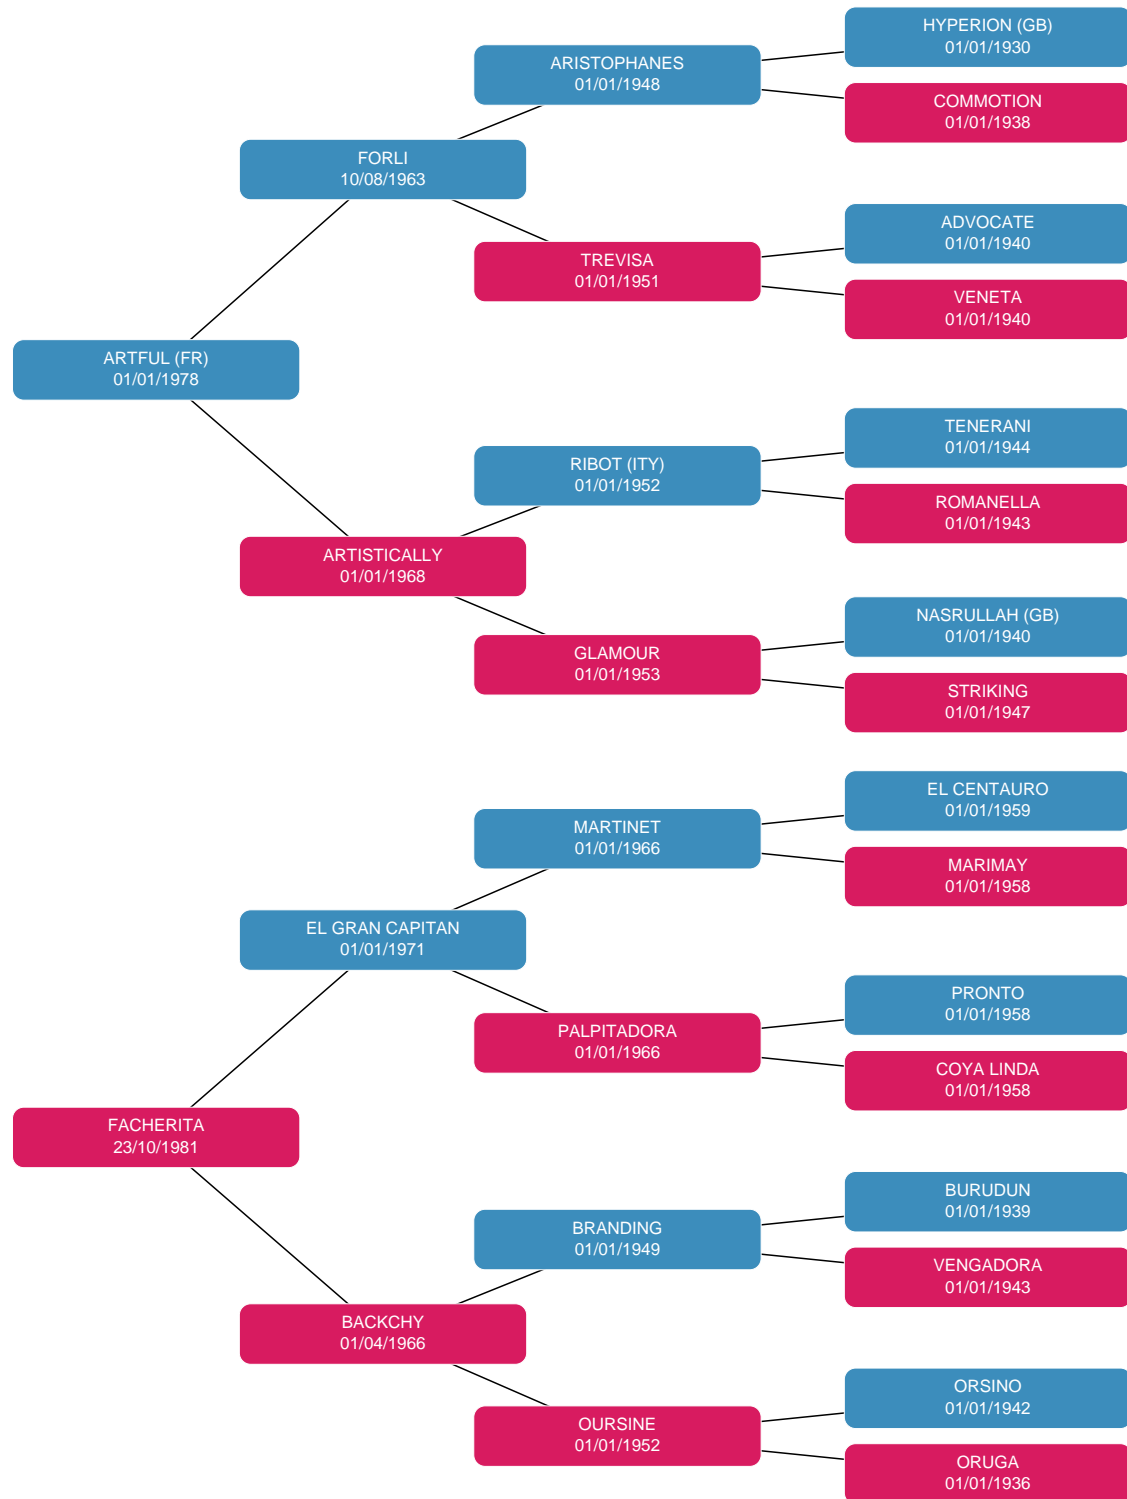 HYPERION (GB)
01/01/1930
ARISTOPHANES
01/01/1948
COMMOTION
01/01/1938
FORLI
10/08/1963
ADVOCATE
01/01/1940
TREVISA
01/01/1951
VENETA
01/01/1940
ARTFUL (FR)
01/01/1978
TENERANI
01/01/1944
RIBOT (ITY)
01/01/1952
ROMANELLA
01/01/1943
ARTISTICALLY
01/01/1968
NASRULLAH (GB)
01/01/1940
GLAMOUR
01/01/1953
STRIKING
01/01/1947
EL CENTAURO
01/01/1959
MARTINET
01/01/1966
MARIMAY
01/01/1958
EL GRAN CAPITAN
01/01/1971
PRONTO
01/01/1958
PALPITADORA
01/01/1966
COYA LINDA
01/01/1958
FACHERITA
23/10/1981
BURUDUN
01/01/1939
BRANDING
01/01/1949
VENGADORA
01/01/1943
BACKCHY
01/04/1966
ORSINO
01/01/1942
OURSINE
01/01/1952
ORUGA
01/01/1936